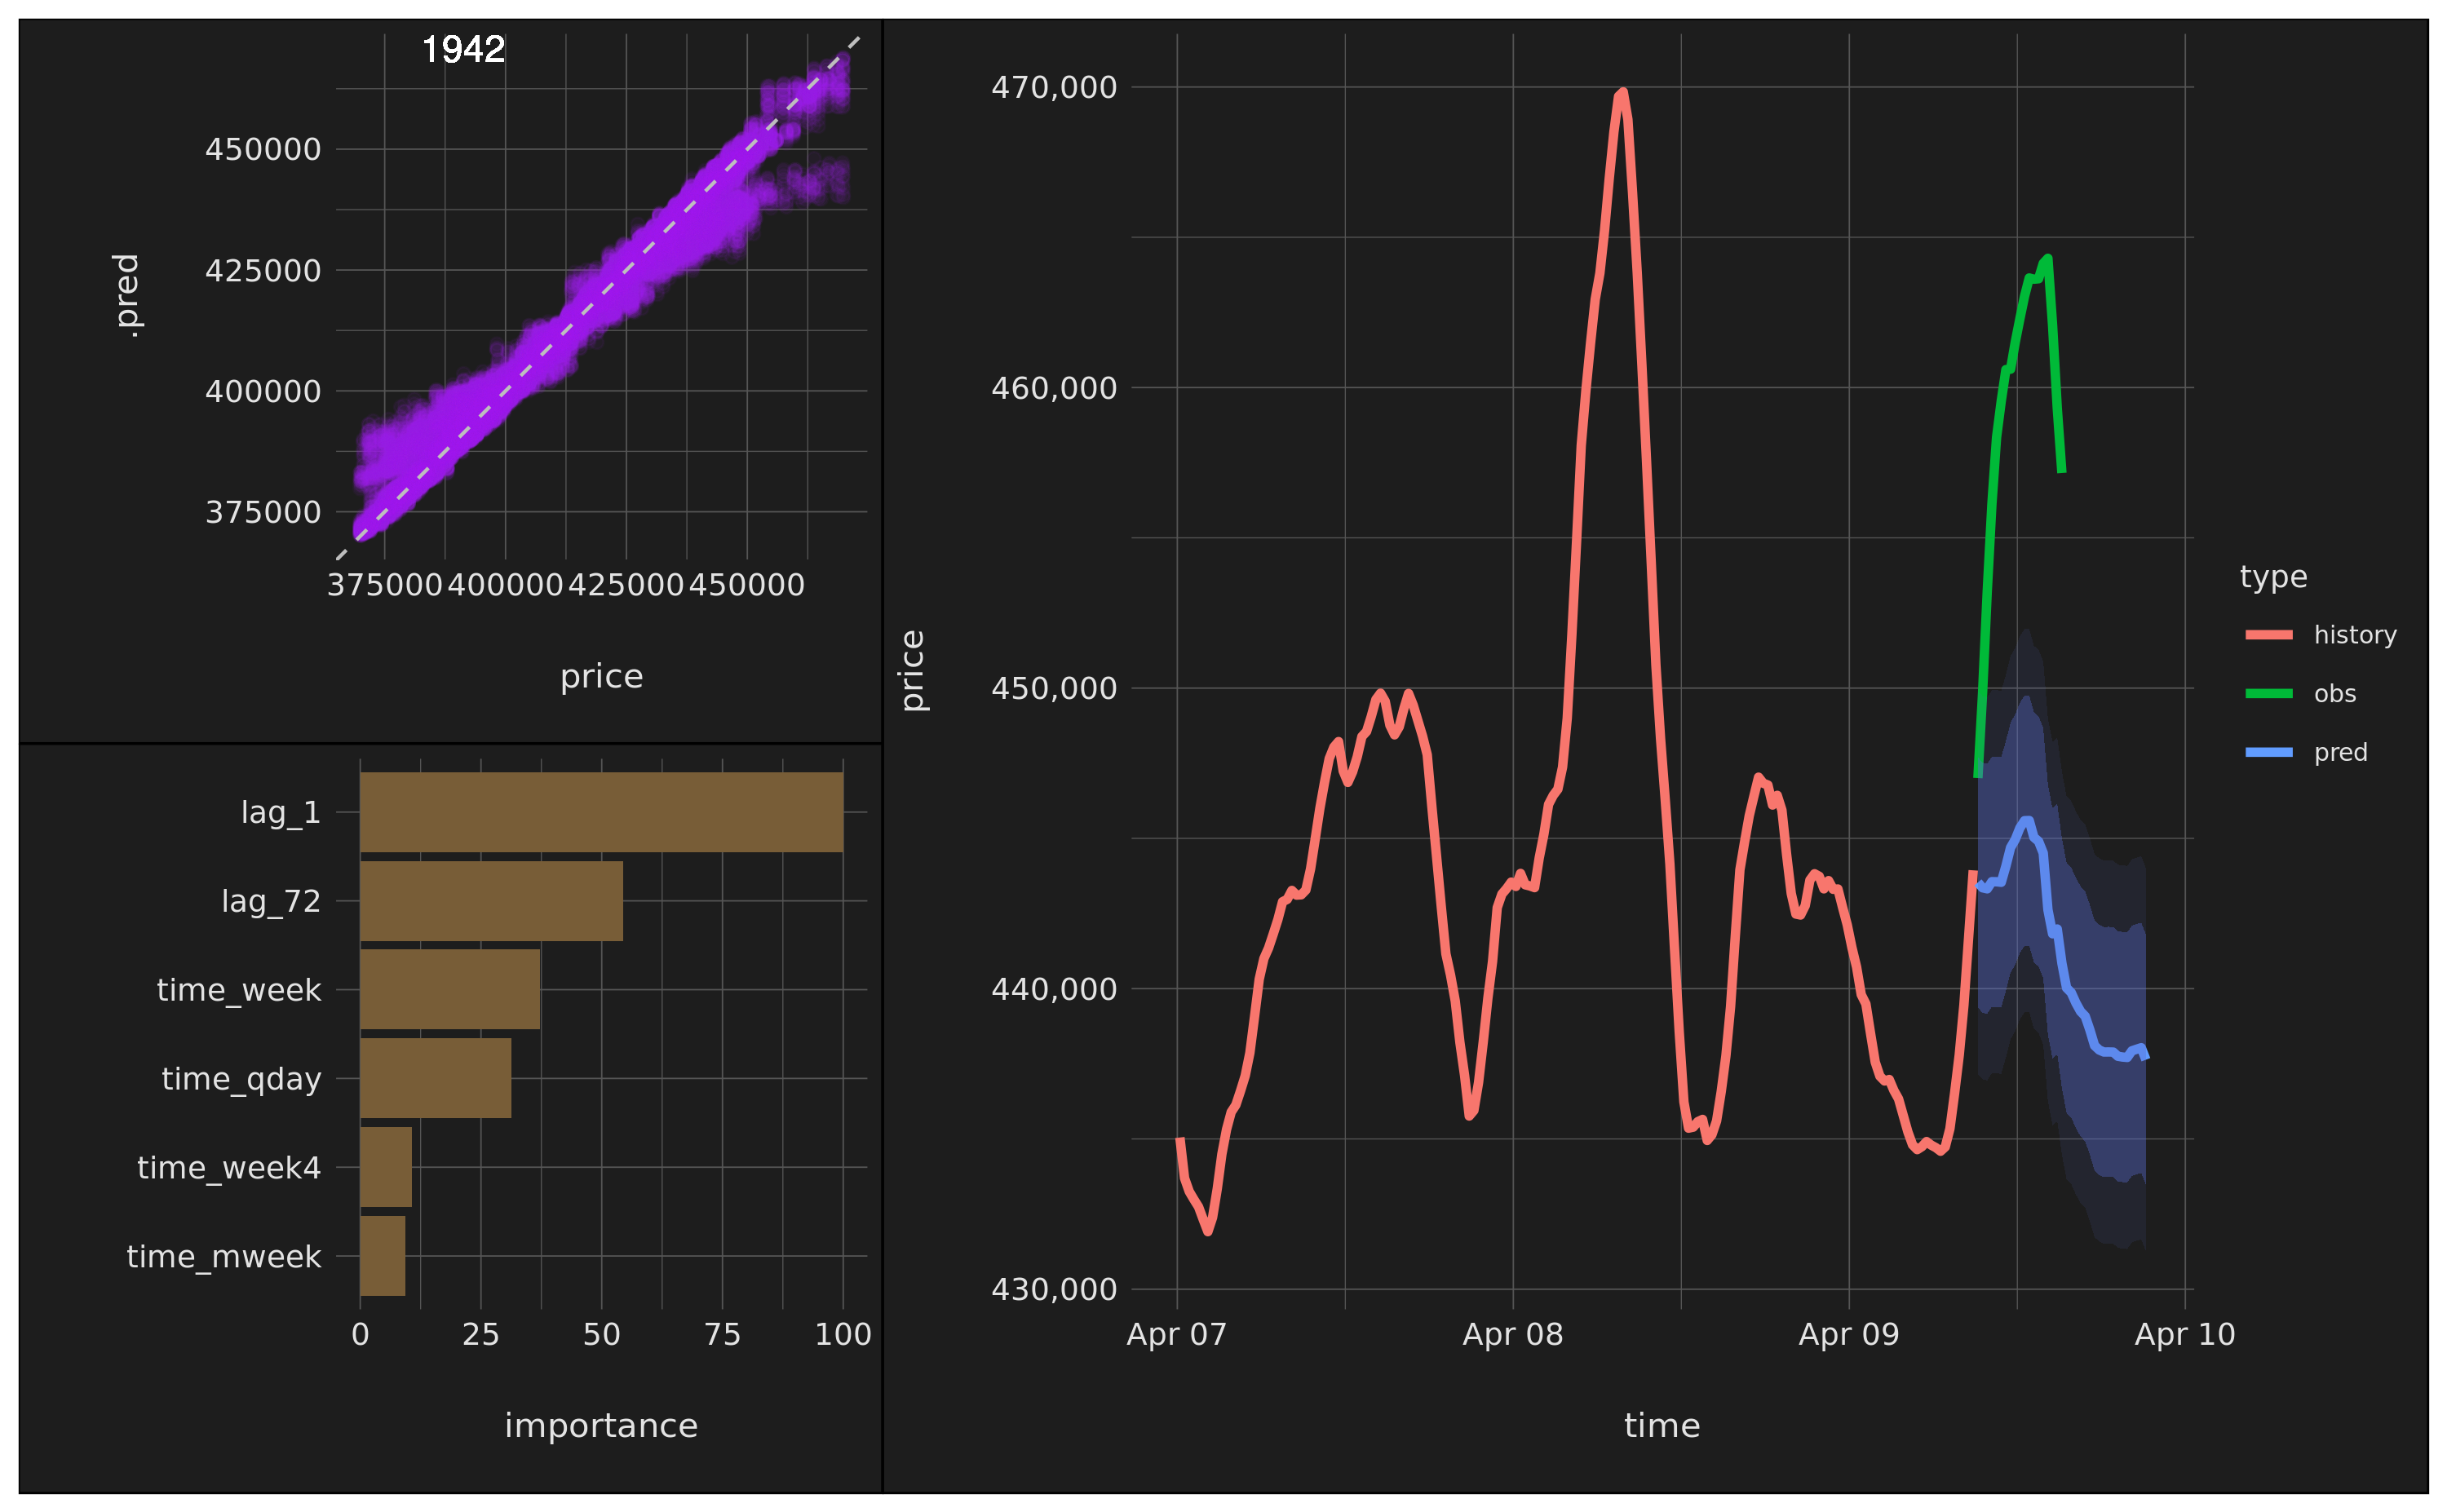 1942
.pred
450000
425000
400000
375000
375000 400000 425000 450000
price
lag_1
lag_72
time_week
time_qday
time_week4
time_mweek
0 25 50 75 100
importance
price
470,000
460,000
450,000
440,000
430,000
Apr 07 Apr 08 Apr 09 Apr 10
time
type
history
obs
pred